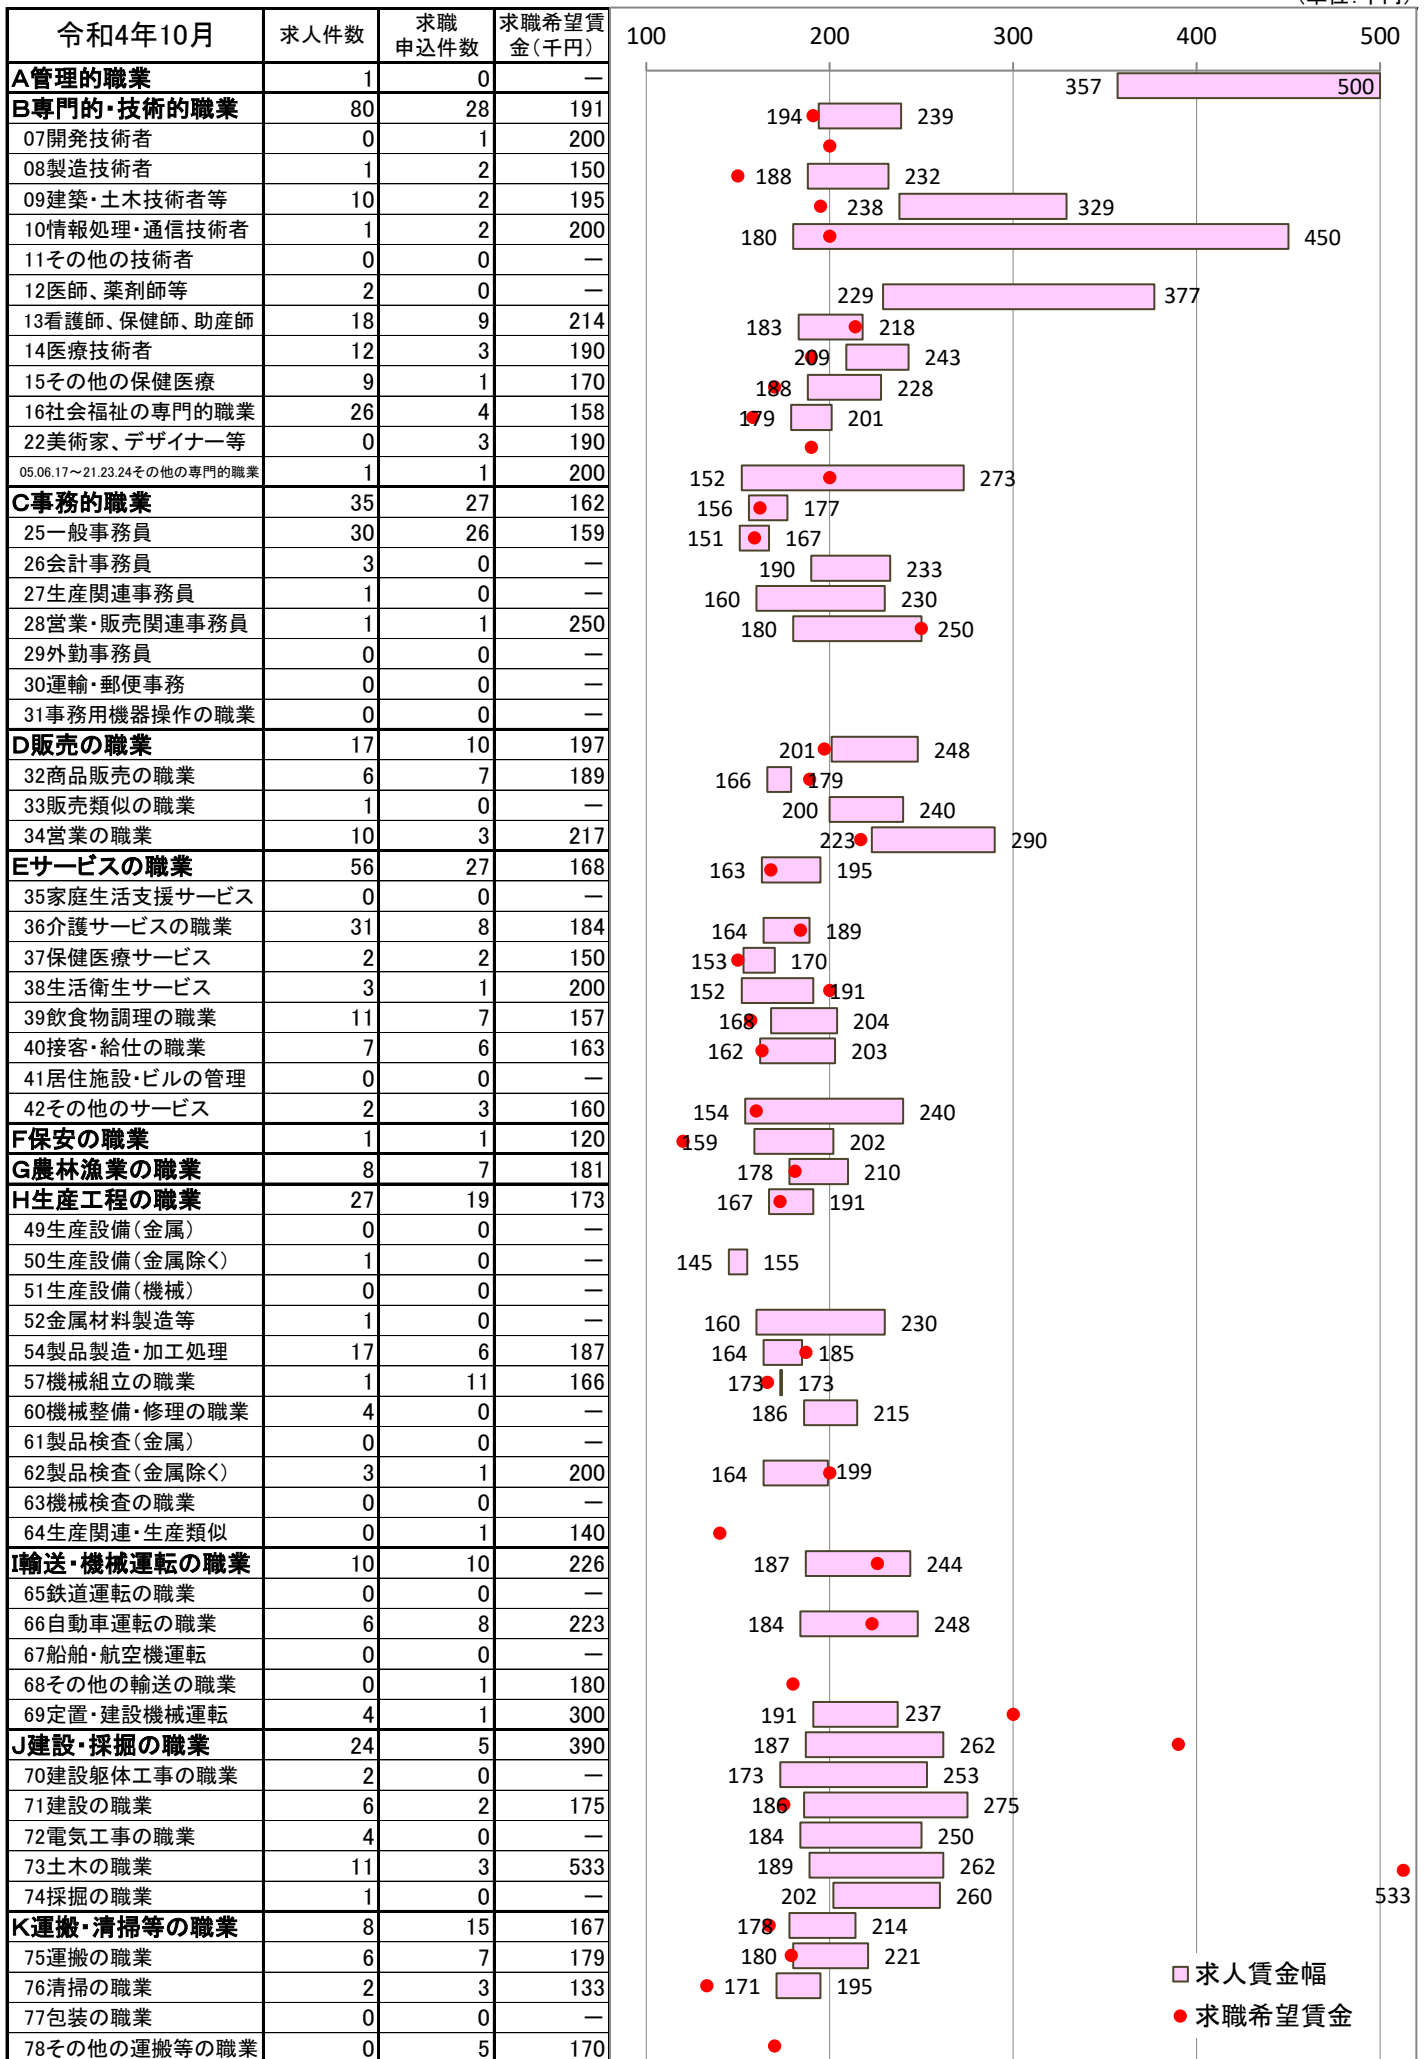 (単位:千円)
令和4年10月 求人件数 求職申込件数 求職希望賃金(千円) 100 200 300 400 500
A管理的職業 1 0 ― 357 500
B専門的・技術的職業 80 28 191 194 239
07開発技術者 0 1 200
08製造技術者 1 2 150 188 232
09建築・土木技術者等 10 2 195 238 329
10情報処理・通信技術者 1 2 200 180 450
11その他の技術者 0 0 ―
12医師、薬剤師等 2 0 ― 229 377
13看護師、保健師、助産師 18 9 214 183 218
14医療技術者 12 3 190 209 243
15その他の保健医療 9 1 170 188 228
16社会福祉の専門的職業 26 4 158 179 201
22美術家、デザイナー等 0 3 190
05.06.17~21.23.24その他の専門的職業 1 1 200 152 273
C事務的職業 35 27 162 156 177
25一般事務員 30 26 159 151 167
26会計事務員 3 0 ― 190 233
27生産関連事務員 1 0 ― 160 230
28営業・販売関連事務員 1 1 250 180 250
29外勤事務員 0 0 ―
30運輸・郵便事務 0 0 ―
31事務用機器操作の職業 0 0 ―
D販売の職業 17 10 197 201 248
32商品販売の職業 6 7 189 166 179
33販売類似の職業 1 0 ― 200 240
34営業の職業 10 3 217 223 290
Eサービスの職業 56 27 168 163 195
35家庭生活支援サービス 0 0 ―
36介護サービスの職業 31 8 184 164 189
37保健医療サービス 2 2 150 153 170
38生活衛生サービス 3 1 200 152 191
39飲食物調理の職業 11 7 157 168 204
40接客・給仕の職業 7 6 163 162 203
41居住施設・ビルの管理 0 0 ―
42その他のサービス 2 3 160 154 240
F保安の職業 1 1 120 159 202
G農林漁業の職業 8 7 181 178 210
H生産工程の職業 27 19 173 167 191
49生産設備(金属) 0 0 ―
50生産設備(金属除く) 1 0 ― 145 155
51生産設備(機械) 0 0 ―
52金属材料製造等 1 0 ― 160 230
54製品製造・加工処理 17 6 187 164 185
57機械組立の職業 1 11 166 173 173
60機械整備・修理の職業 4 0 ― 186 215
61製品検査(金属) 0 0 ―
62製品検査(金属除く) 3 1 200 164 199
63機械検査の職業 0 0 ―
64生産関連・生産類似 0 1 140
I輸送・機械運転の職業 10 10 226 187 244
65鉄道運転の職業 0 0 ―
66自動車運転の職業 6 8 223 184 248
67船舶・航空機運転 0 0 ―
68その他の輸送の職業 0 1 180
69定置・建設機械運転 4 1 300 191 237
J建設・採掘の職業 24 5 390 187 262
70建設躯体工事の職業 2 0 ― 173 253
71建設の職業 6 2 175 186 275
72電気工事の職業 4 0 ― 184 250
73土木の職業 11 3 533 189 262
74採掘の職業 1 0 ― 202 260 533
K運搬・清掃等の職業 8 15 167 178 214
75運搬の職業 6 7 179 180 221
76清掃の職業 2 3 133 171 195
77包装の職業 0 0 ―
78その他の運搬等の職業 0 5 170
求人賃金幅
求職希望賃金